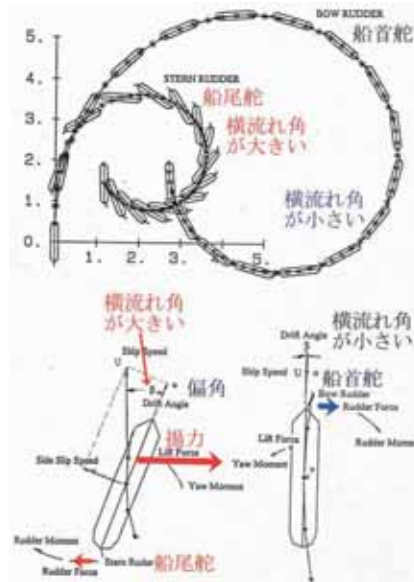 5.
4.
3.
2.
1.
0.
1. 2. 3. 4. 5.
BOW RUDDER
船首舵
STERN RUDDER
船尾舵
横流れ角
が大きい
横流れ角
が小さい
横流れ角
が大きい
Ship Speed
U
β
偏角
Drift Angle
揚力
Lift Force
Side Slip Speed
Yaw Moment
Rudder Moment
Rudder Force
Stern Rudder
船尾舵
横流れ角
が小さい
Drift Angle
β
Ship Speed
U
船首舵
Bow Rudder
Rudder Force
Lift Force
Yaw Moment
Rudder Moment